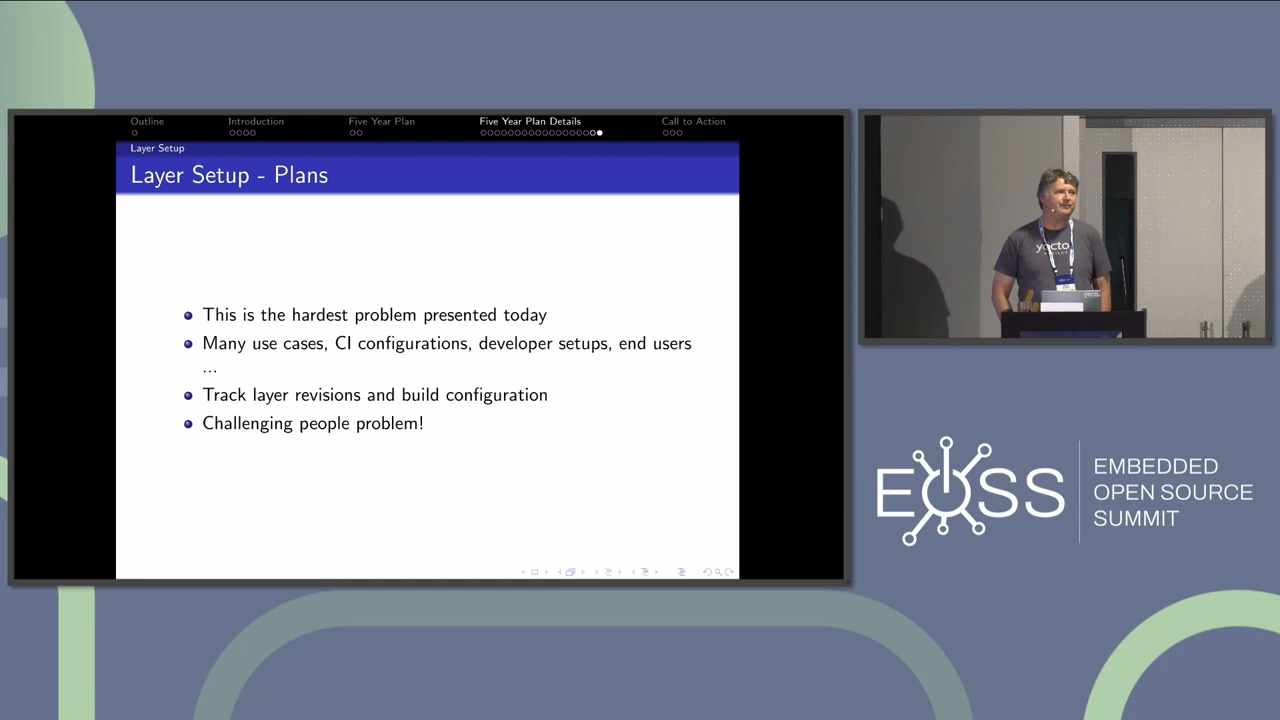 Outline
Introduction
Five Year Plan
Five Year Plan Details
Call to Action
Layer Setup
Layer Setup - Plans
This is the hardest problem presented today
Many use cases, CI configurations, developer setups, end users
...
Track layer revisions and build configuration
Challenging people problem!
yocto
PROJECT
EOSS
EMBEDDED
OPEN SOURCE
SUMMIT